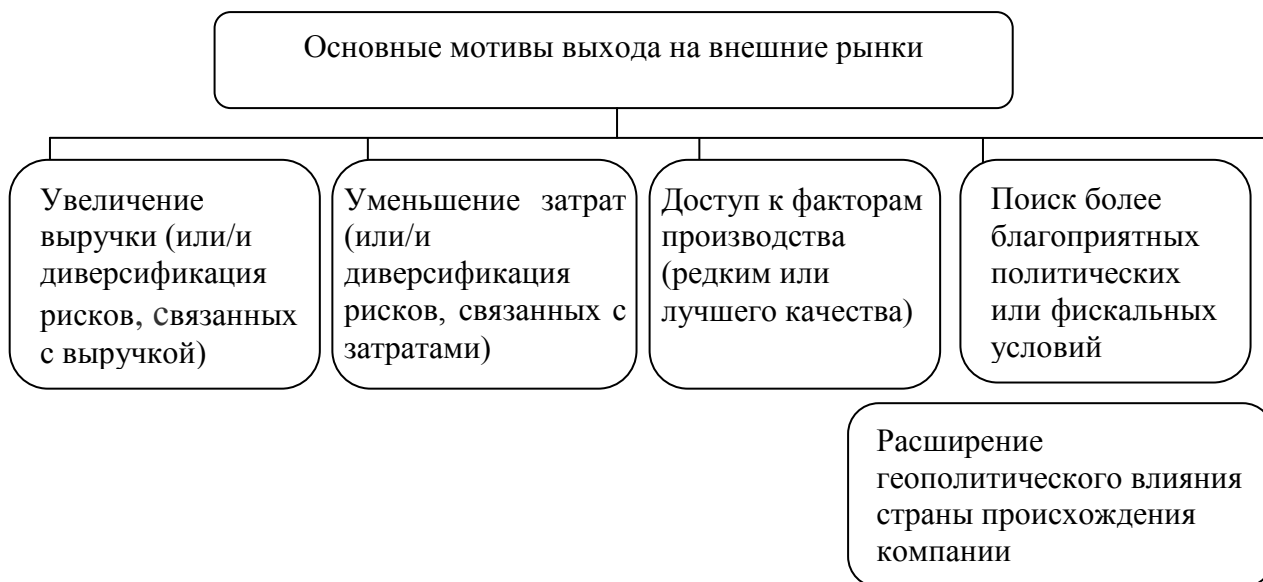 Основные мотивы выхода на внешние рынки
Увеличение
выручки (или/и
диверсификация
рисков, связанных
с выручкой)
Уменьшение затрат
(или/и
диверсификация
рисков, связанных с
затратами)
Доступ к факторам
производства
(редким или
лучшего качества)
Поиск более
благоприятных
политических
или фискальных
условий
Расширение
геополитического влияния
страны происхождения
компании